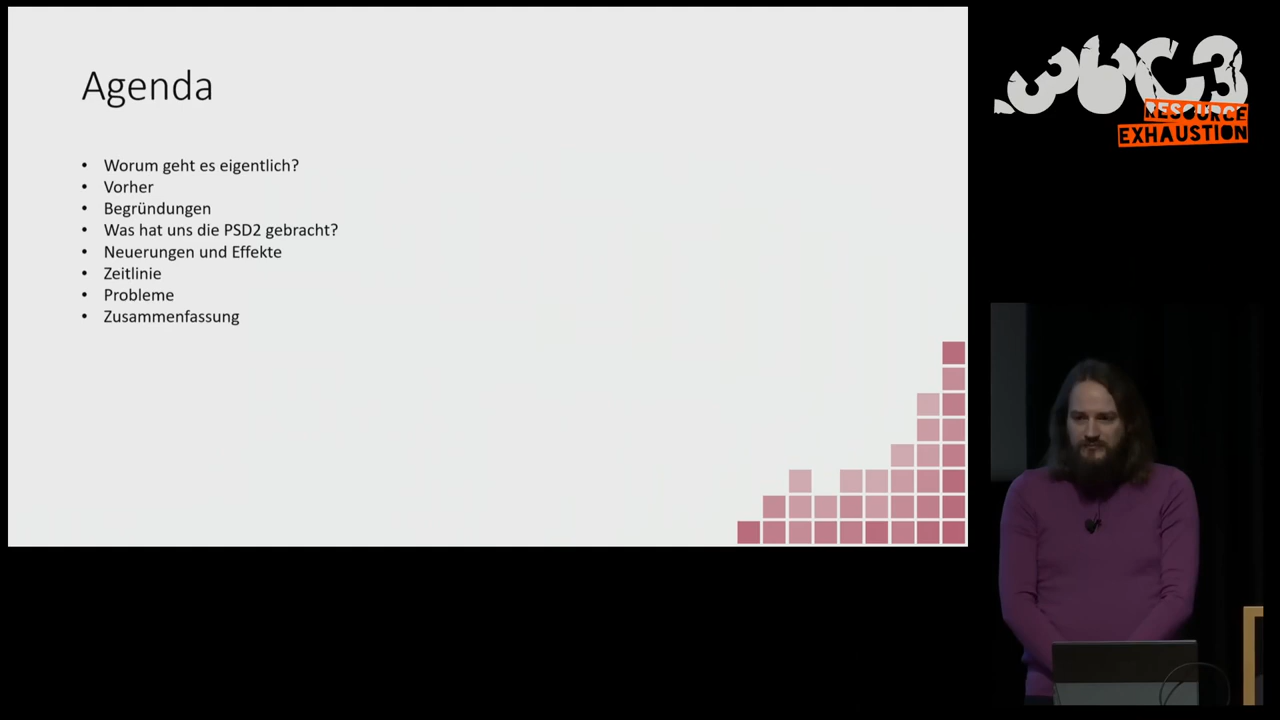 Agenda
• Worum geht es eigentlich?
• Vorher
• Begründungen
• Was hat uns die PSD2 gebracht?
• Neuerungen und Effekte
• Zeitlinie
• Probleme
• Zusammenfassung
36C3
RESOURCE
EXHAUSTION